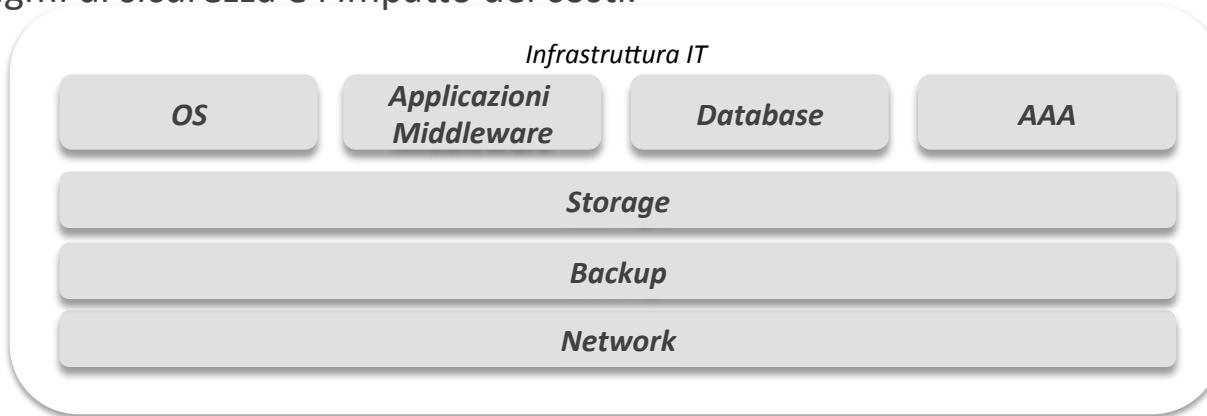 Infrastruttura IT
OS
Applicazioni
Middleware
Database
AAA
Storage
Backup
Network